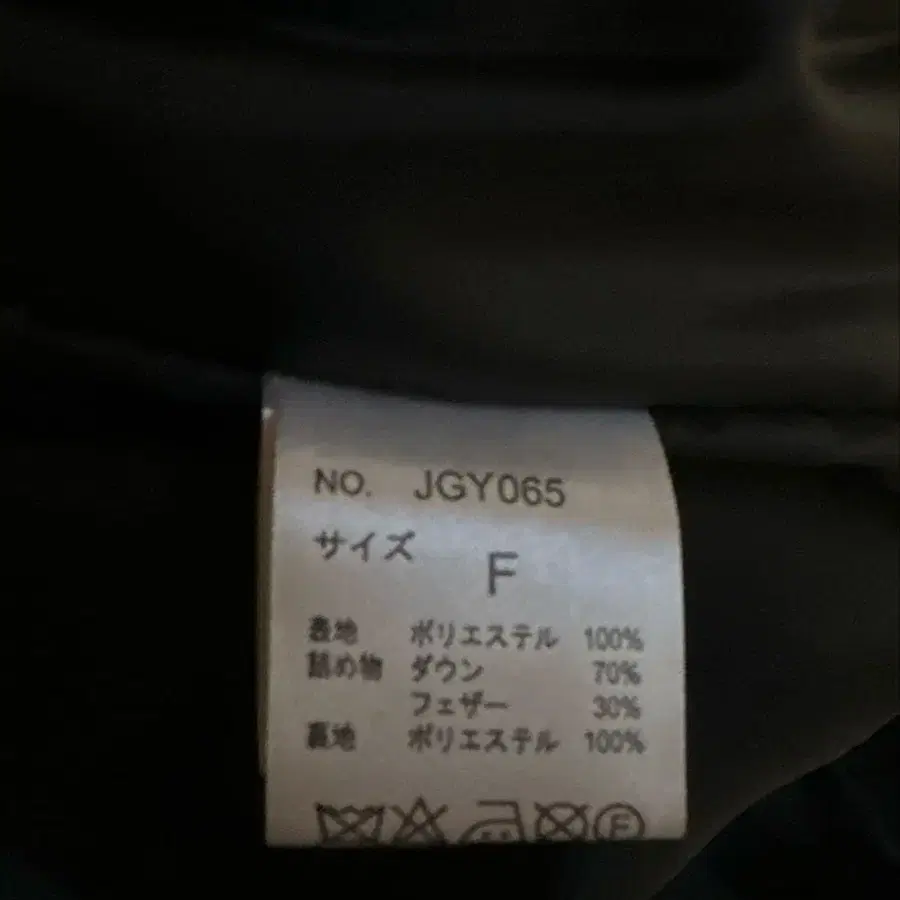 NO. JGY065
サイズ F
表地 ポリエステル 100%
詰め物 ダウン 70%
フェザー 30%
裏地 ポリエステル 100%
F